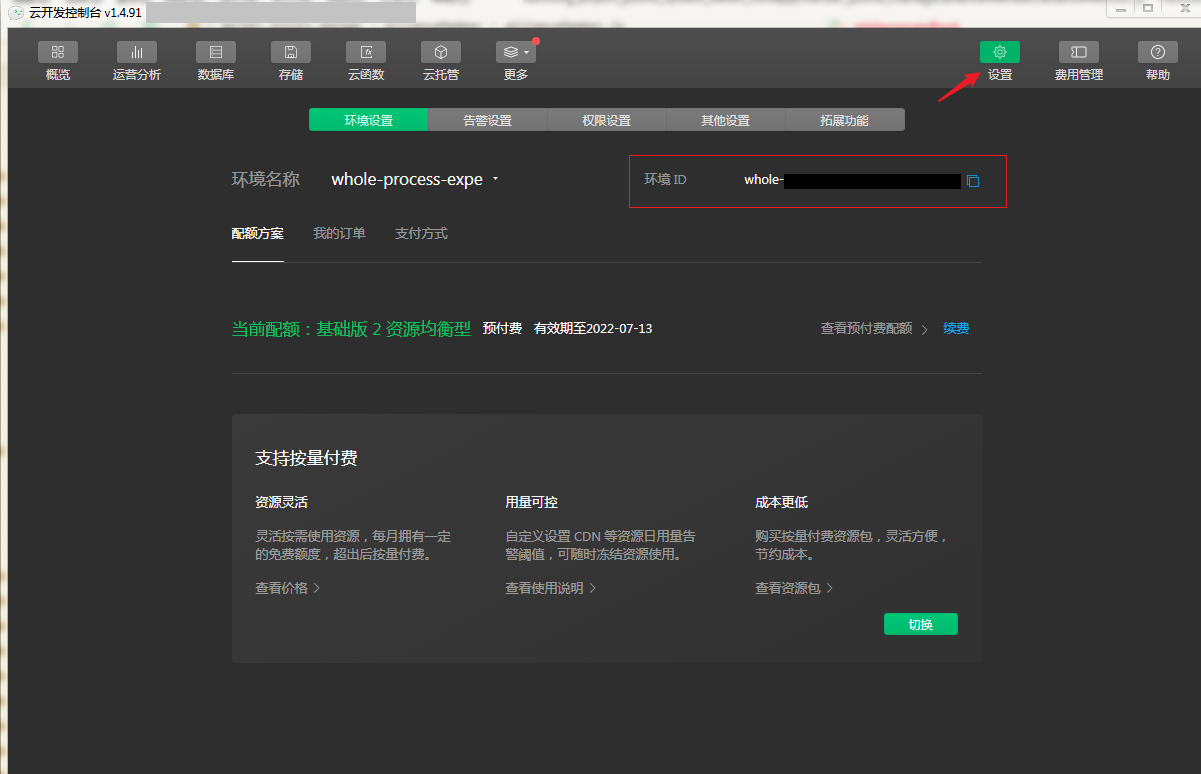 云开发控制台 v1.4.91
概览
运营分析
数据库
存储
云函数
云托管
更多
设置
费用管理
帮助
环境设置
告警设置
权限设置
其他设置
拓展功能
环境名称 whole-process-expe
环境 ID whole-
配额方案
我的订单
支付方式
当前配额：基础版 2 资源均衡型 预付费 有效期至2022-07-13
查看预付费配额 续费
支持按量付费
资源灵活
灵活按需使用资源，每月拥有一定
的免费额度，超出后按量付费。
查看价格
用量可控
自定义设置 CDN 等资源日用量告
警阈值，可随时冻结资源使用。
查看使用说明
成本更低
购买按量付费资源包，灵活方便，
节约成本。
查看资源包
切换